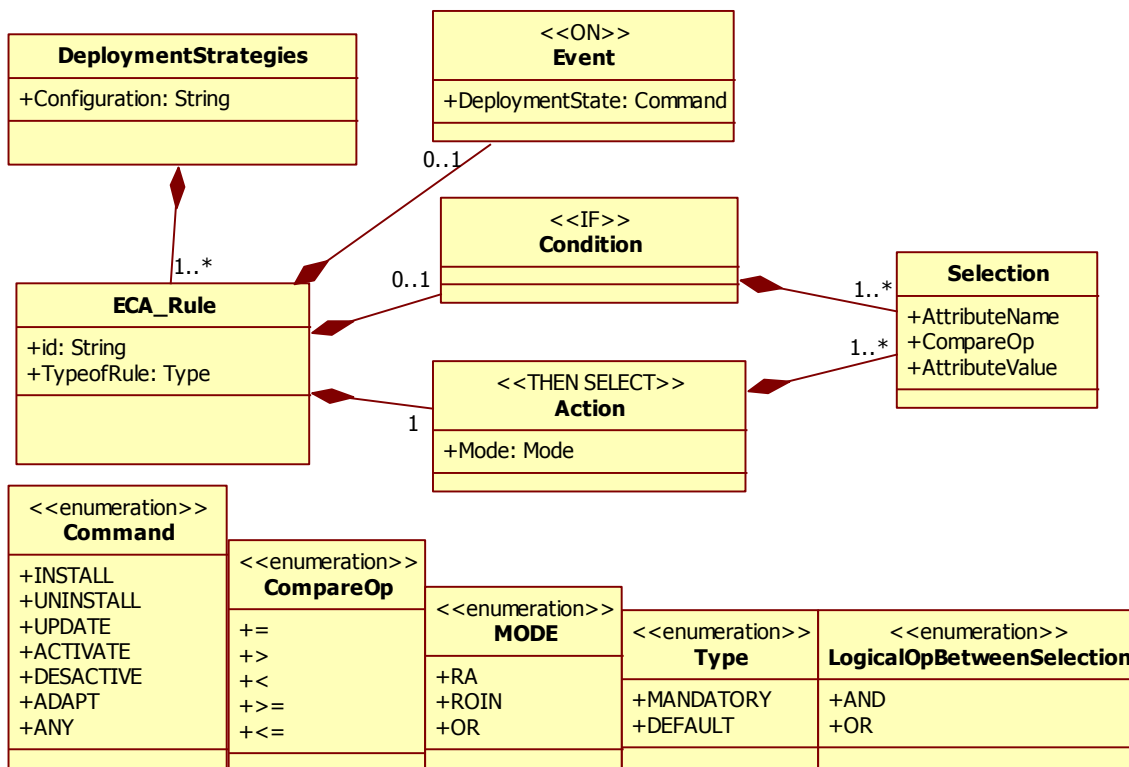 DeploymentStrategies
+Configuration: String
<<ON>>
Event
+DeploymentState: Command
0..1
<<IF>>
Condition
0..1
1..*
ECA_Rule
+id: String
+TypeofRule: Type
Selection
+AttributeName
+CompareOp
+AttributeValue
1..*
1..*
<<THEN SELECT>>
Action
+Mode: Mode
1
<<enumeration>>
Command
+INSTALL
+UNINSTALL
+UPDATE
+ACTIVATE
+DESACTIVE
+ADAPT
+ANY
<<enumeration>>
CompareOp
+=
+>
+<
+>=
+<=
<<enumeration>>
MODE
+RA
+ROIN
+OR
<<enumeration>>
Type
+MANDATORY
+DEFAULT
<<enumeration>>
LogicalOpBetweenSelection
+AND
+OR